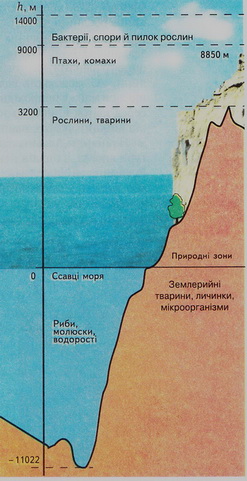 h, м
14000
Бактерії, спори й пилок рослин
9000
8850 м
Птахи, комахи
3200
Рослини, тварини
Природні зони
0
Ссавці моря
Землерийні
тварини, личинки,
мікроорганізми
Риби,
молюски,
водорості
–11022